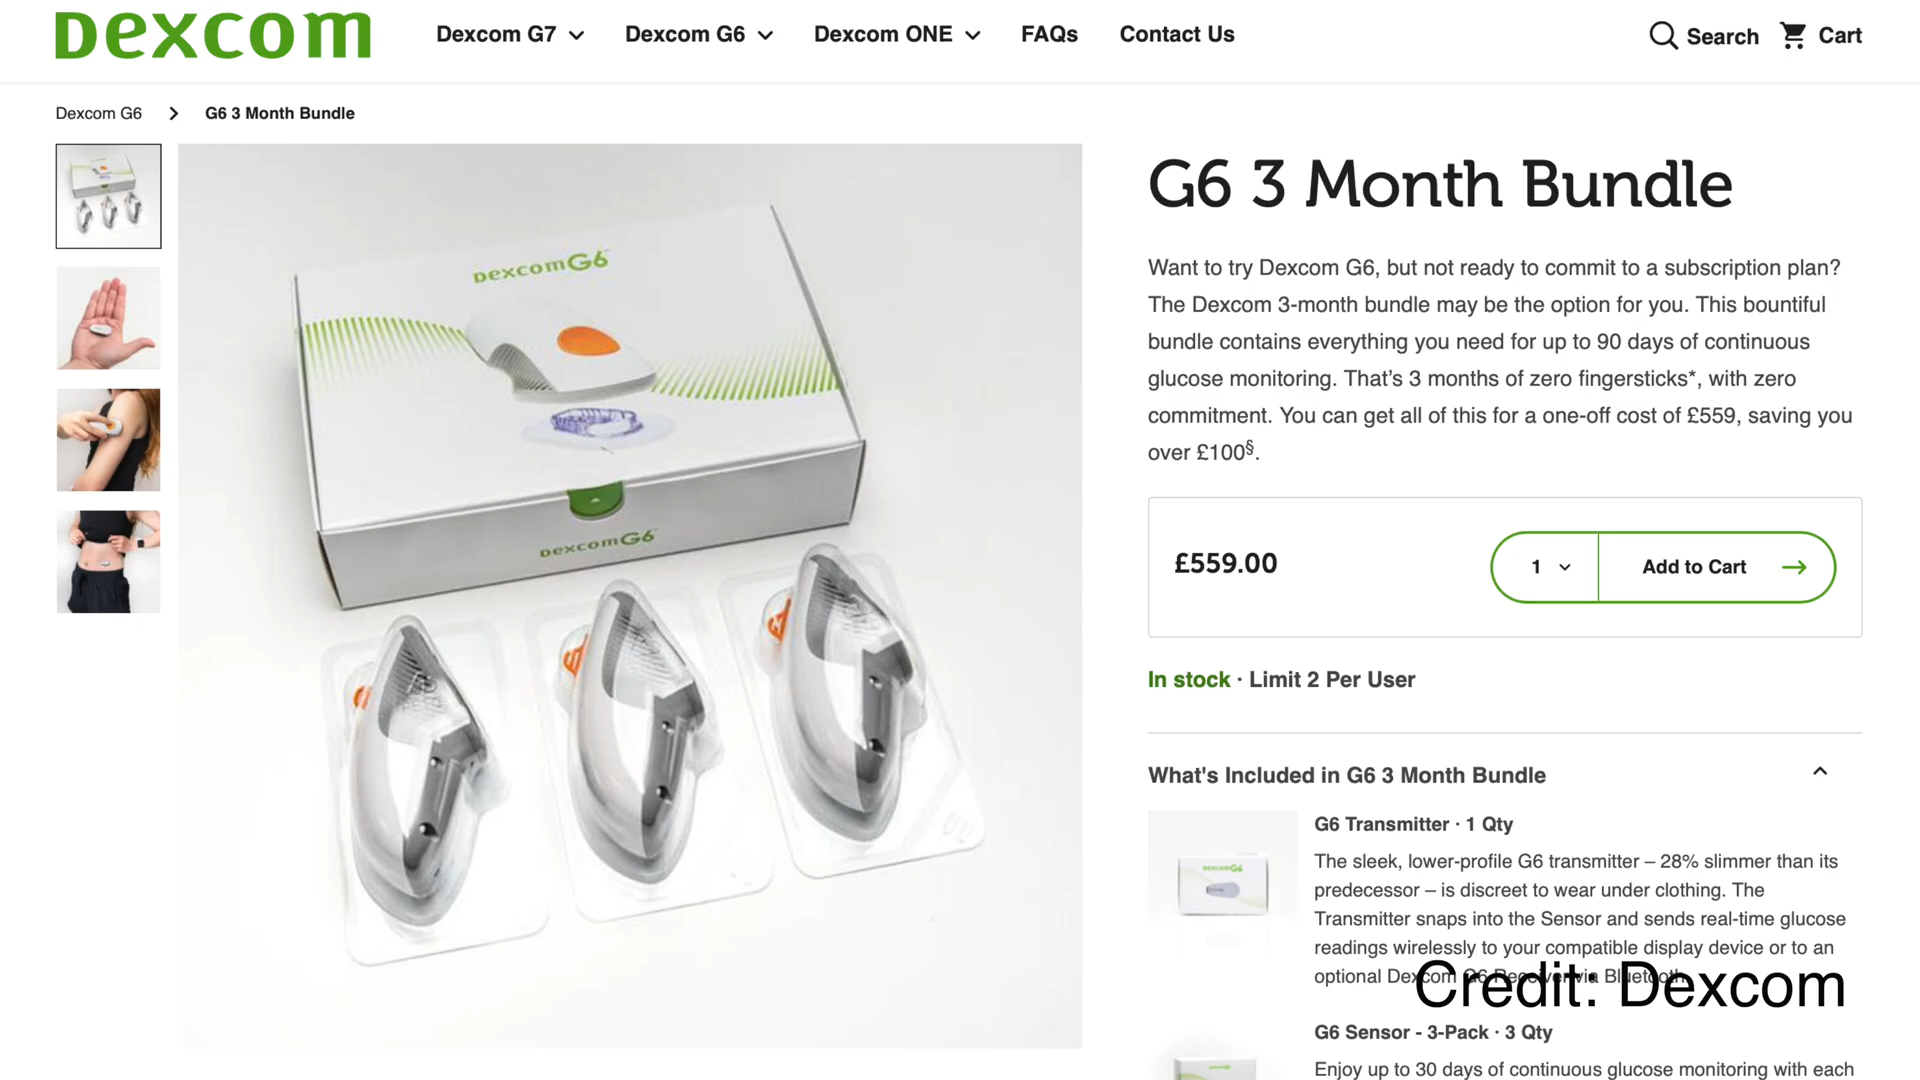 Dexcom
Dexcom G7
Dexcom G6
Dexcom ONE
FAQs
Contact Us
Search
Cart
Dexcom G6
G6 3 Month Bundle
DexcomG6
DexcomG6
G6 3 Month Bundle
Want to try Dexcom G6, but not ready to commit to a subscription plan?
The Dexcom 3-month bundle may be the option for you. This bountiful
bundle contains everything you need for up to 90 days of continuous
glucose monitoring. That’s 3 months of zero fingersticks*, with zero
commitment. You can get all of this for a one-off cost of £559, saving you
over £100§.
£559.00
1
Add to Cart
In stock · Limit 2 Per User
What's Included in G6 3 Month Bundle
DexcomG6
G6 Transmitter · 1 Qty
The sleek, lower-profile G6 transmitter – 28% slimmer than its
predecessor – is discreet to wear under clothing. The
Transmitter snaps into the Sensor and sends real-time glucose
readings wirelessly to your compatible display device or to an
optional Dexcom G6 Receiver via Bluetooth.
Credit: Dexcom
G6 Sensor - 3-Pack · 3 Qty
Enjoy up to 30 days of continuous glucose monitoring with each